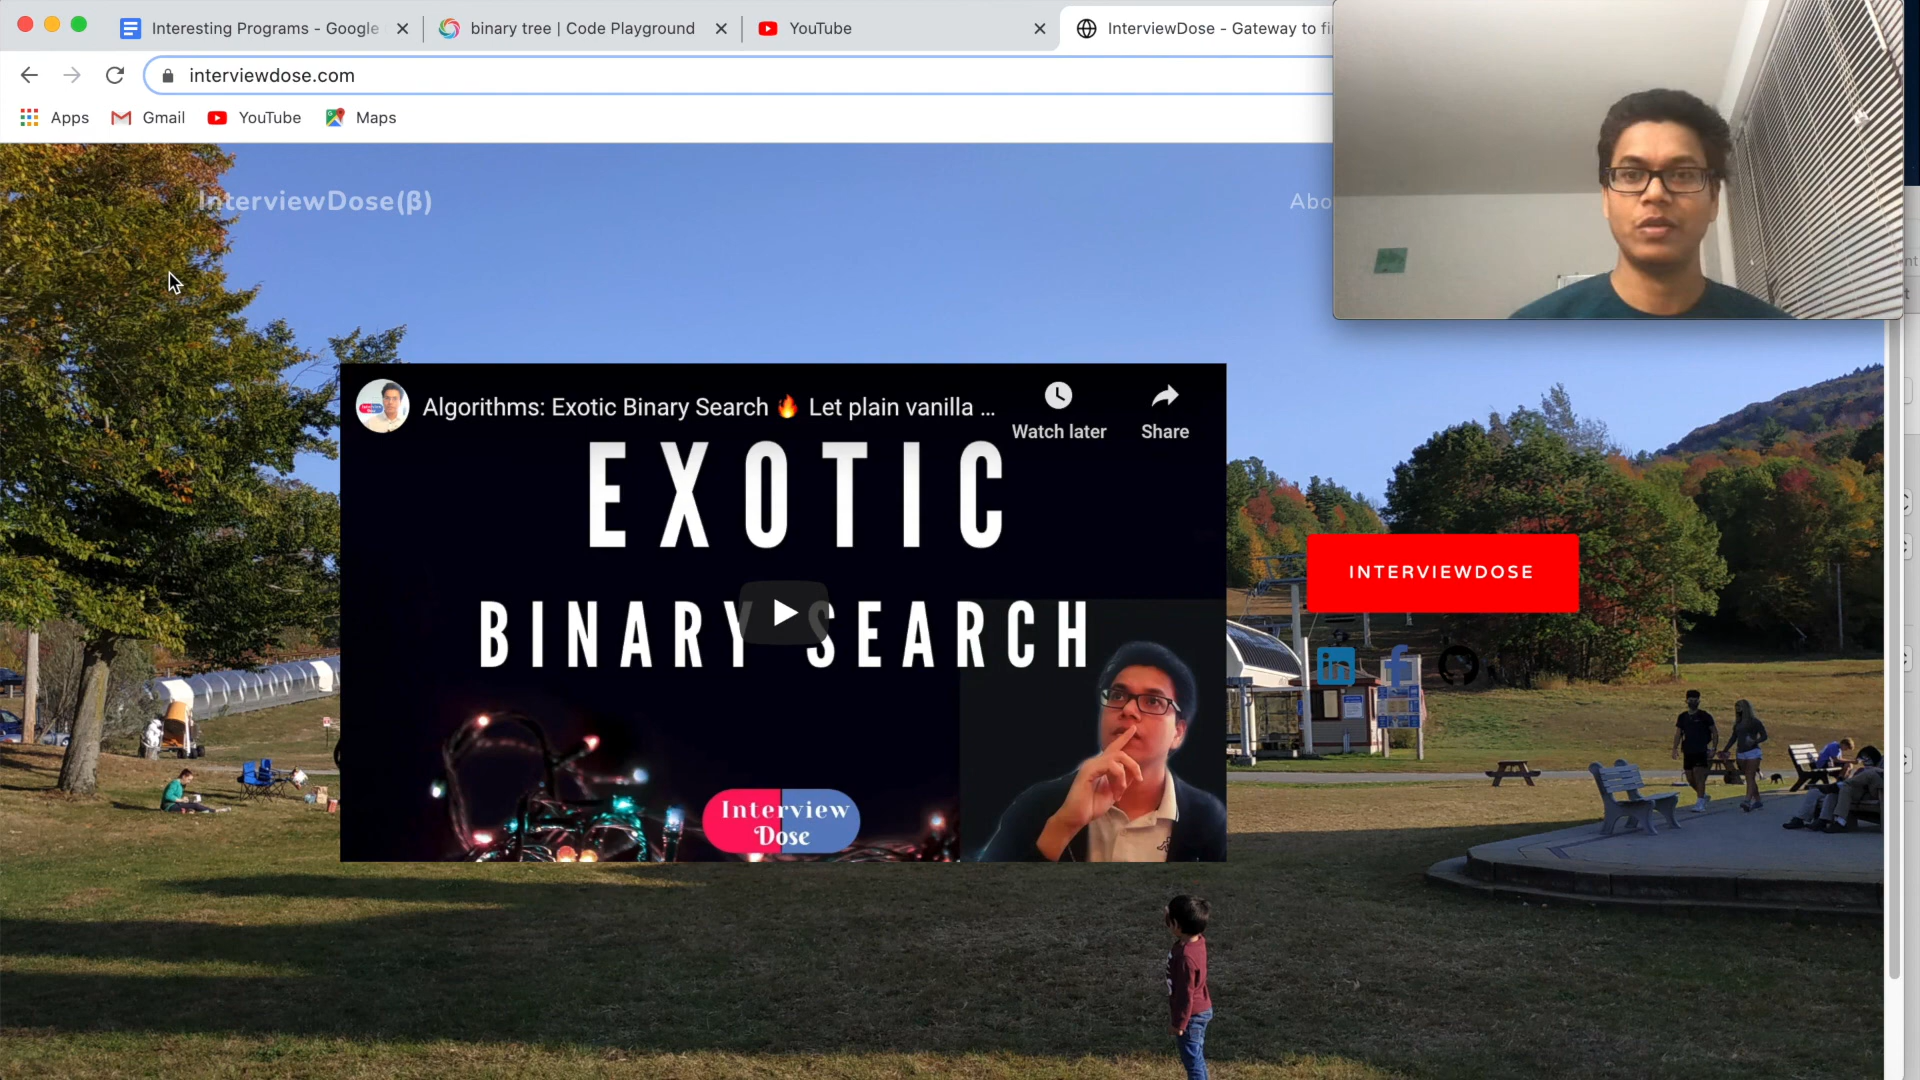 Interesting Programs - Google
binary tree | Code Playground
YouTube
InterviewDose - Gateway to fi
interviewdose.com
Apps
Gmail
YouTube
Maps
InterviewDose(β)
Abo
Algorithms: Exotic Binary Search 🔥 Let plain vanilla ...
Watch later
Share
EXOTIC
BINARY SEARCH
Interview
Dose
INTERVIEWDOSE